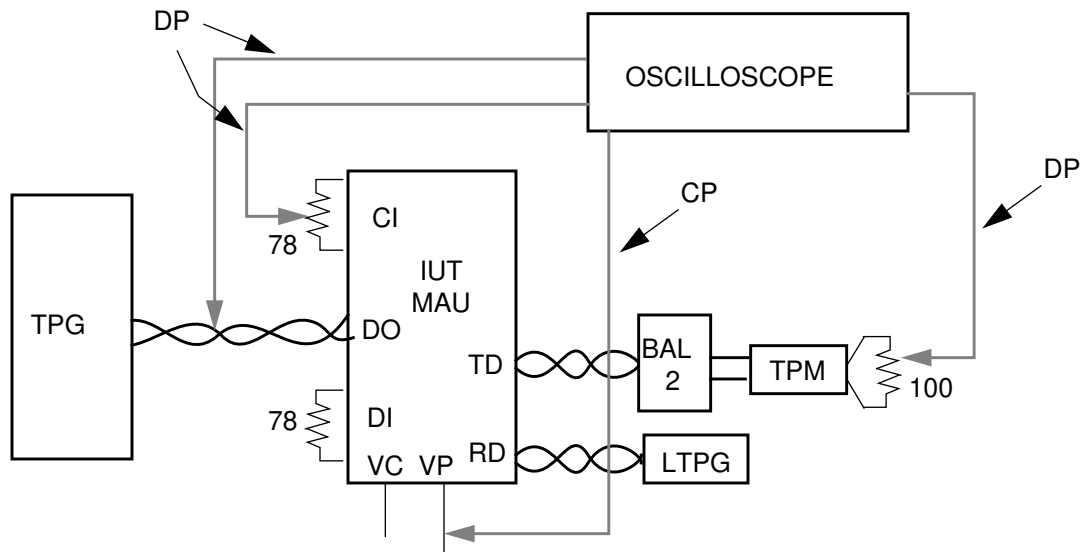 DP
OSCILLOSCOPE
DP
CP
CI
78
IUT
MAU
TPG
DO
TD
BAL
2
TPM
100
78
DI
RD
LTPG
VC
VP